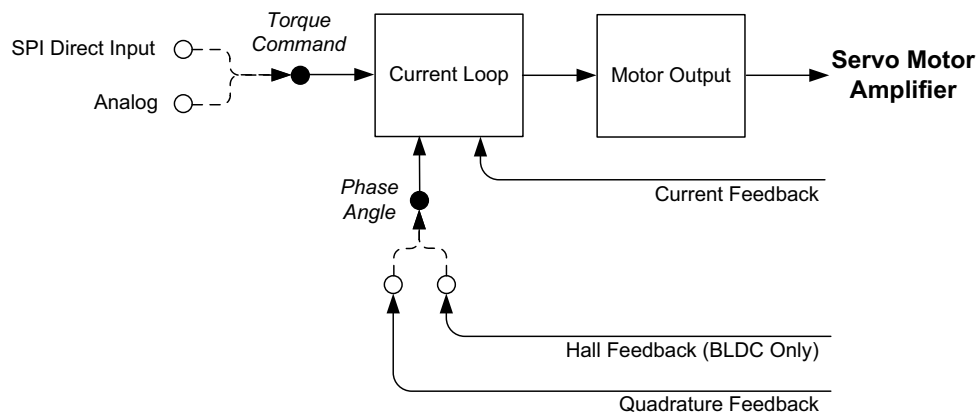 SPI Direct Input
Analog
Torque
Command
Current Loop
Motor Output
Servo Motor
Amplifier
Phase
Angle
Current Feedback
Hall Feedback (BLDC Only)
Quadrature Feedback